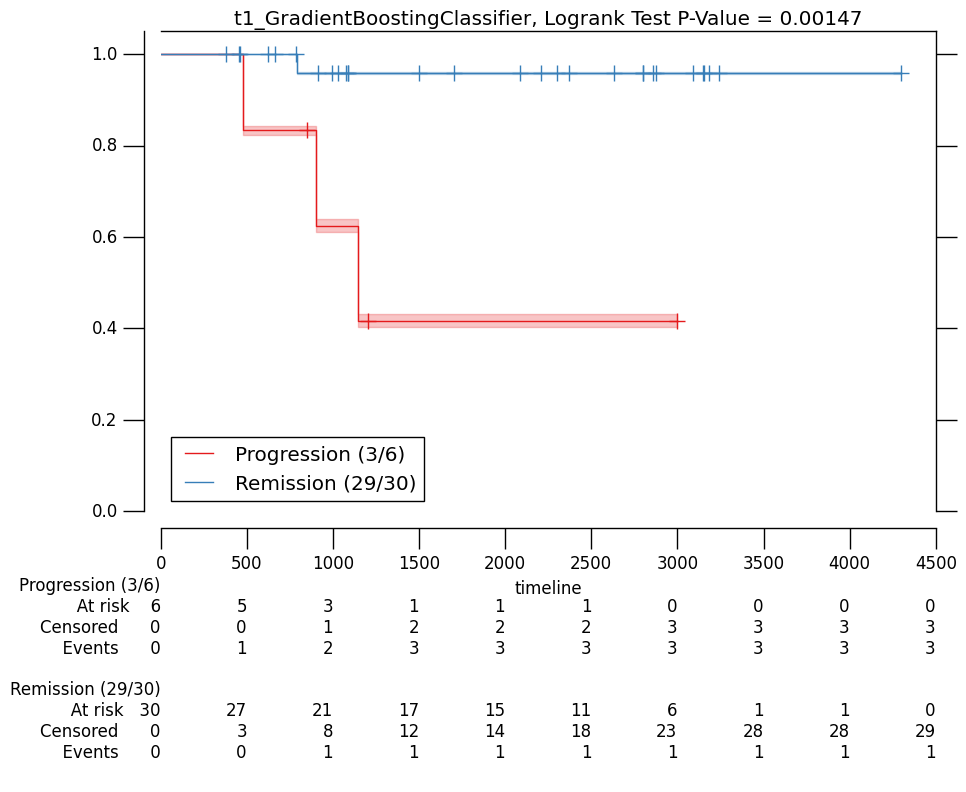 t1_GradientBoostingClassifier, Logrank Test P-Value = 0.00147
1.0
0.8
0.6
0.4
0.2
0.0
Progression (3/6)
Remission (29/30)
0 500 1000 1500 2000 2500 3000 3500 4000 4500
timeline
Progression (3/6)
At risk 6 5 3 1 1 1 0 0 0 0
Censored 0 0 1 2 2 2 3 3 3 3
Events 0 1 2 3 3 3 3 3 3 3
Remission (29/30)
At risk 30 27 21 17 15 11 6 1 1 0
Censored 0 3 8 12 14 18 23 28 28 29
Events 0 0 1 1 1 1 1 1 1 1